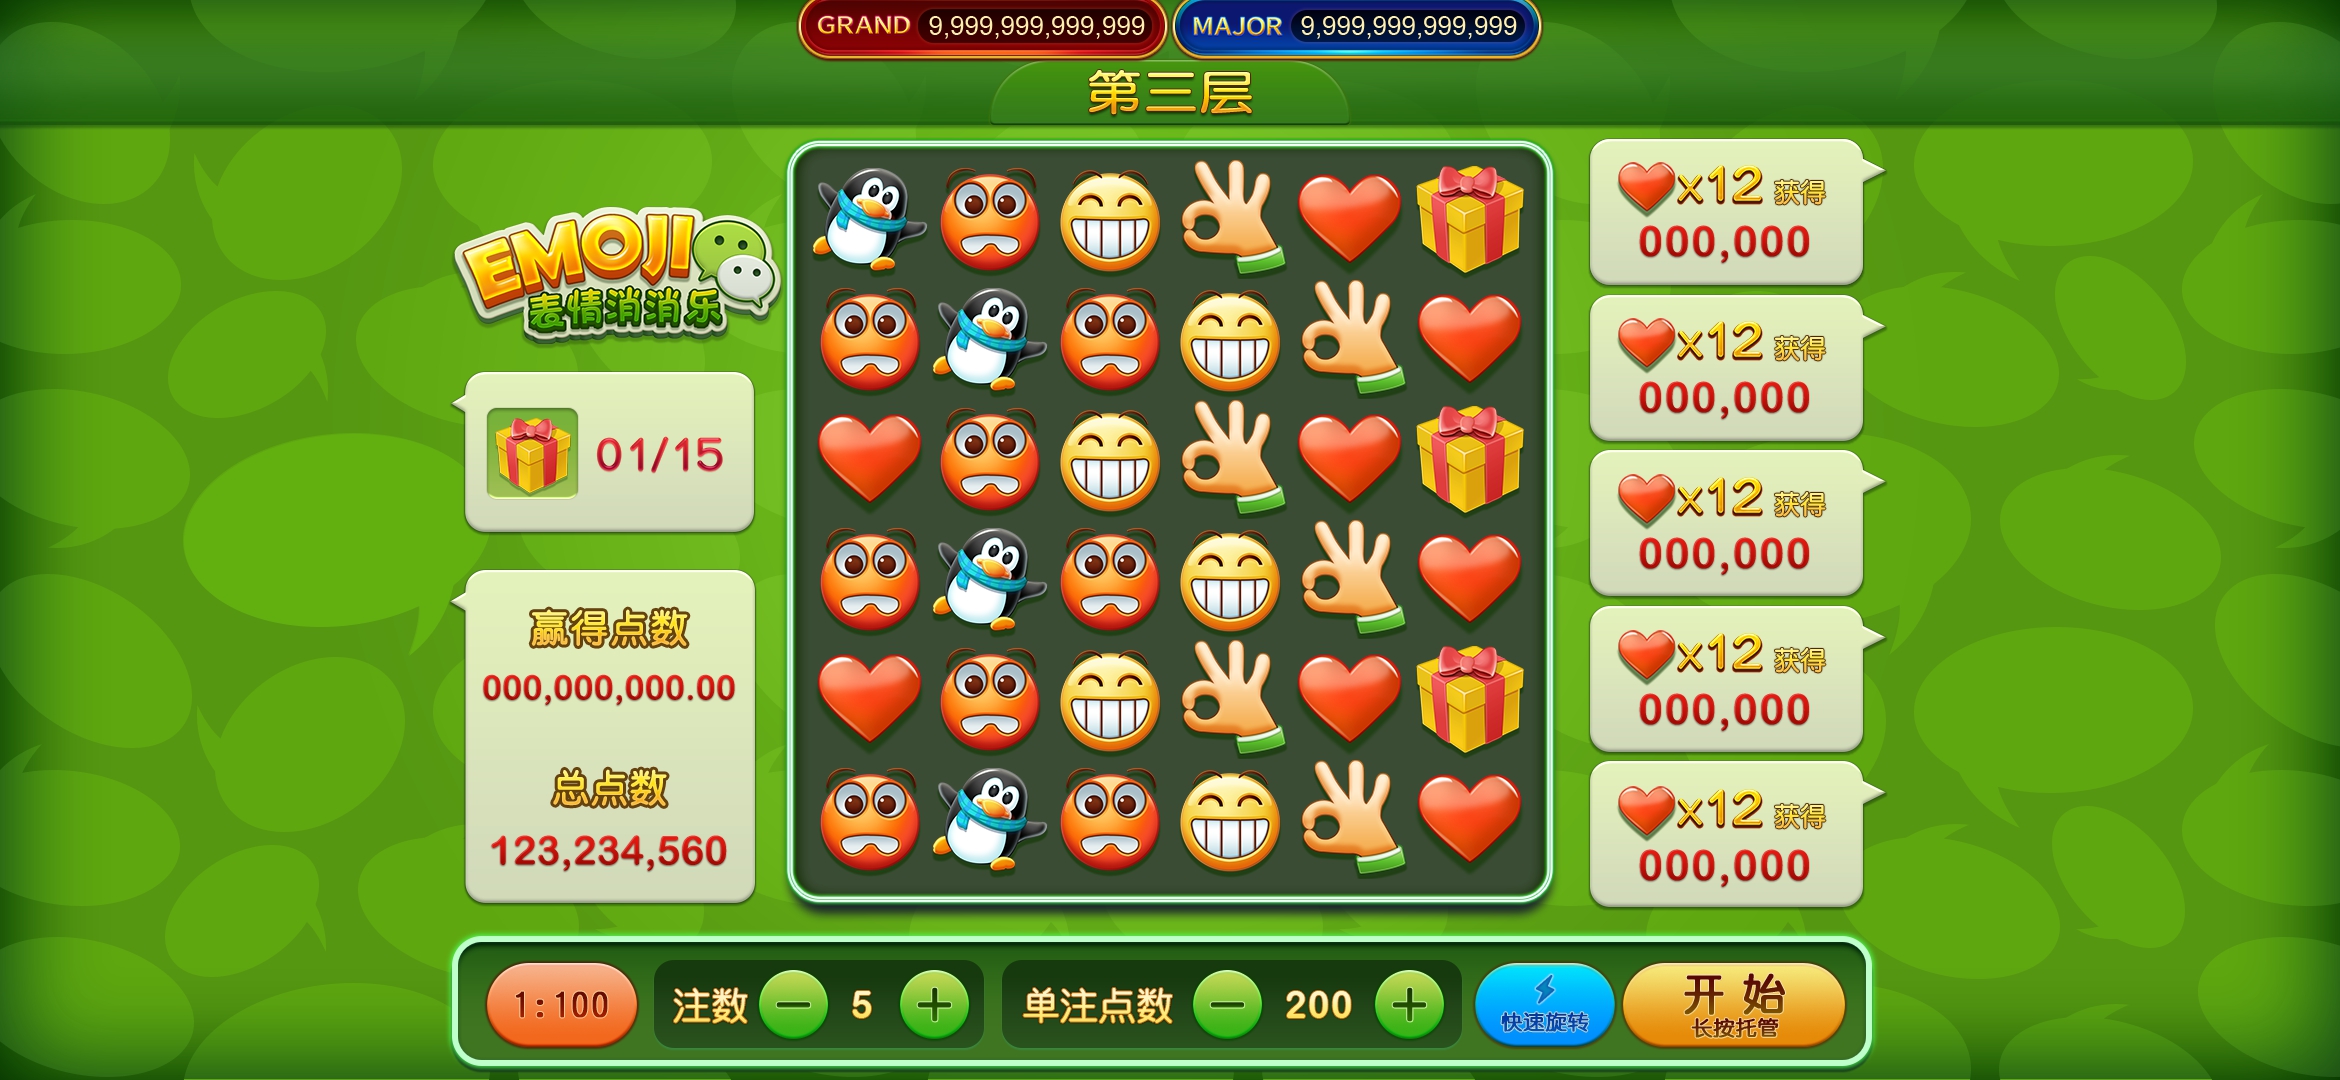 GRAND 9,999,999,999,999
MAJOR 9,999,999,999,999
第三层
EMOJI
表情消消乐
01/15
赢得点数
000,000,000.00
总点数
123,234,560
x12 获得
000,000
x12 获得
000,000
x12 获得
000,000
x12 获得
000,000
x12 获得
000,000
1:100
注数 － 5 ＋
单注点数 － 200 ＋
快速旋转
开始
长按托管